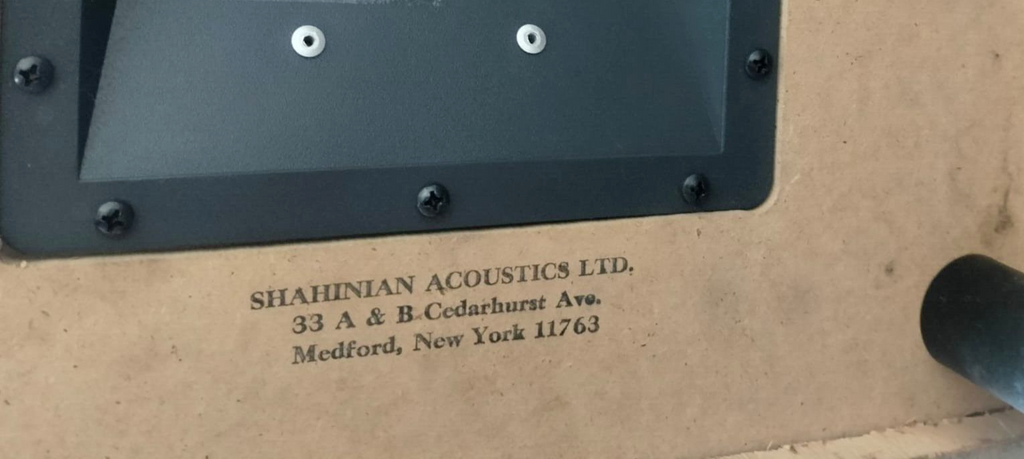 SHAHINIAN ACOUSTICS LTD.
33 A & B Cedarhurst Ave.
Medford, New York 11763